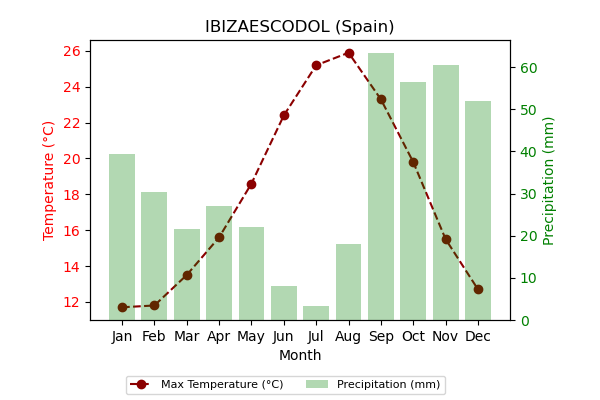 IBIZAESCODOL (Spain)
Temperature (°C)
26
24
22
20
18
16
14
12
60
50
40
30
20
10
0
Precipitation (mm)
Jan Feb Mar Apr May Jun Jul Aug Sep Oct Nov Dec
Month
Max Temperature (°C) Precipitation (mm)